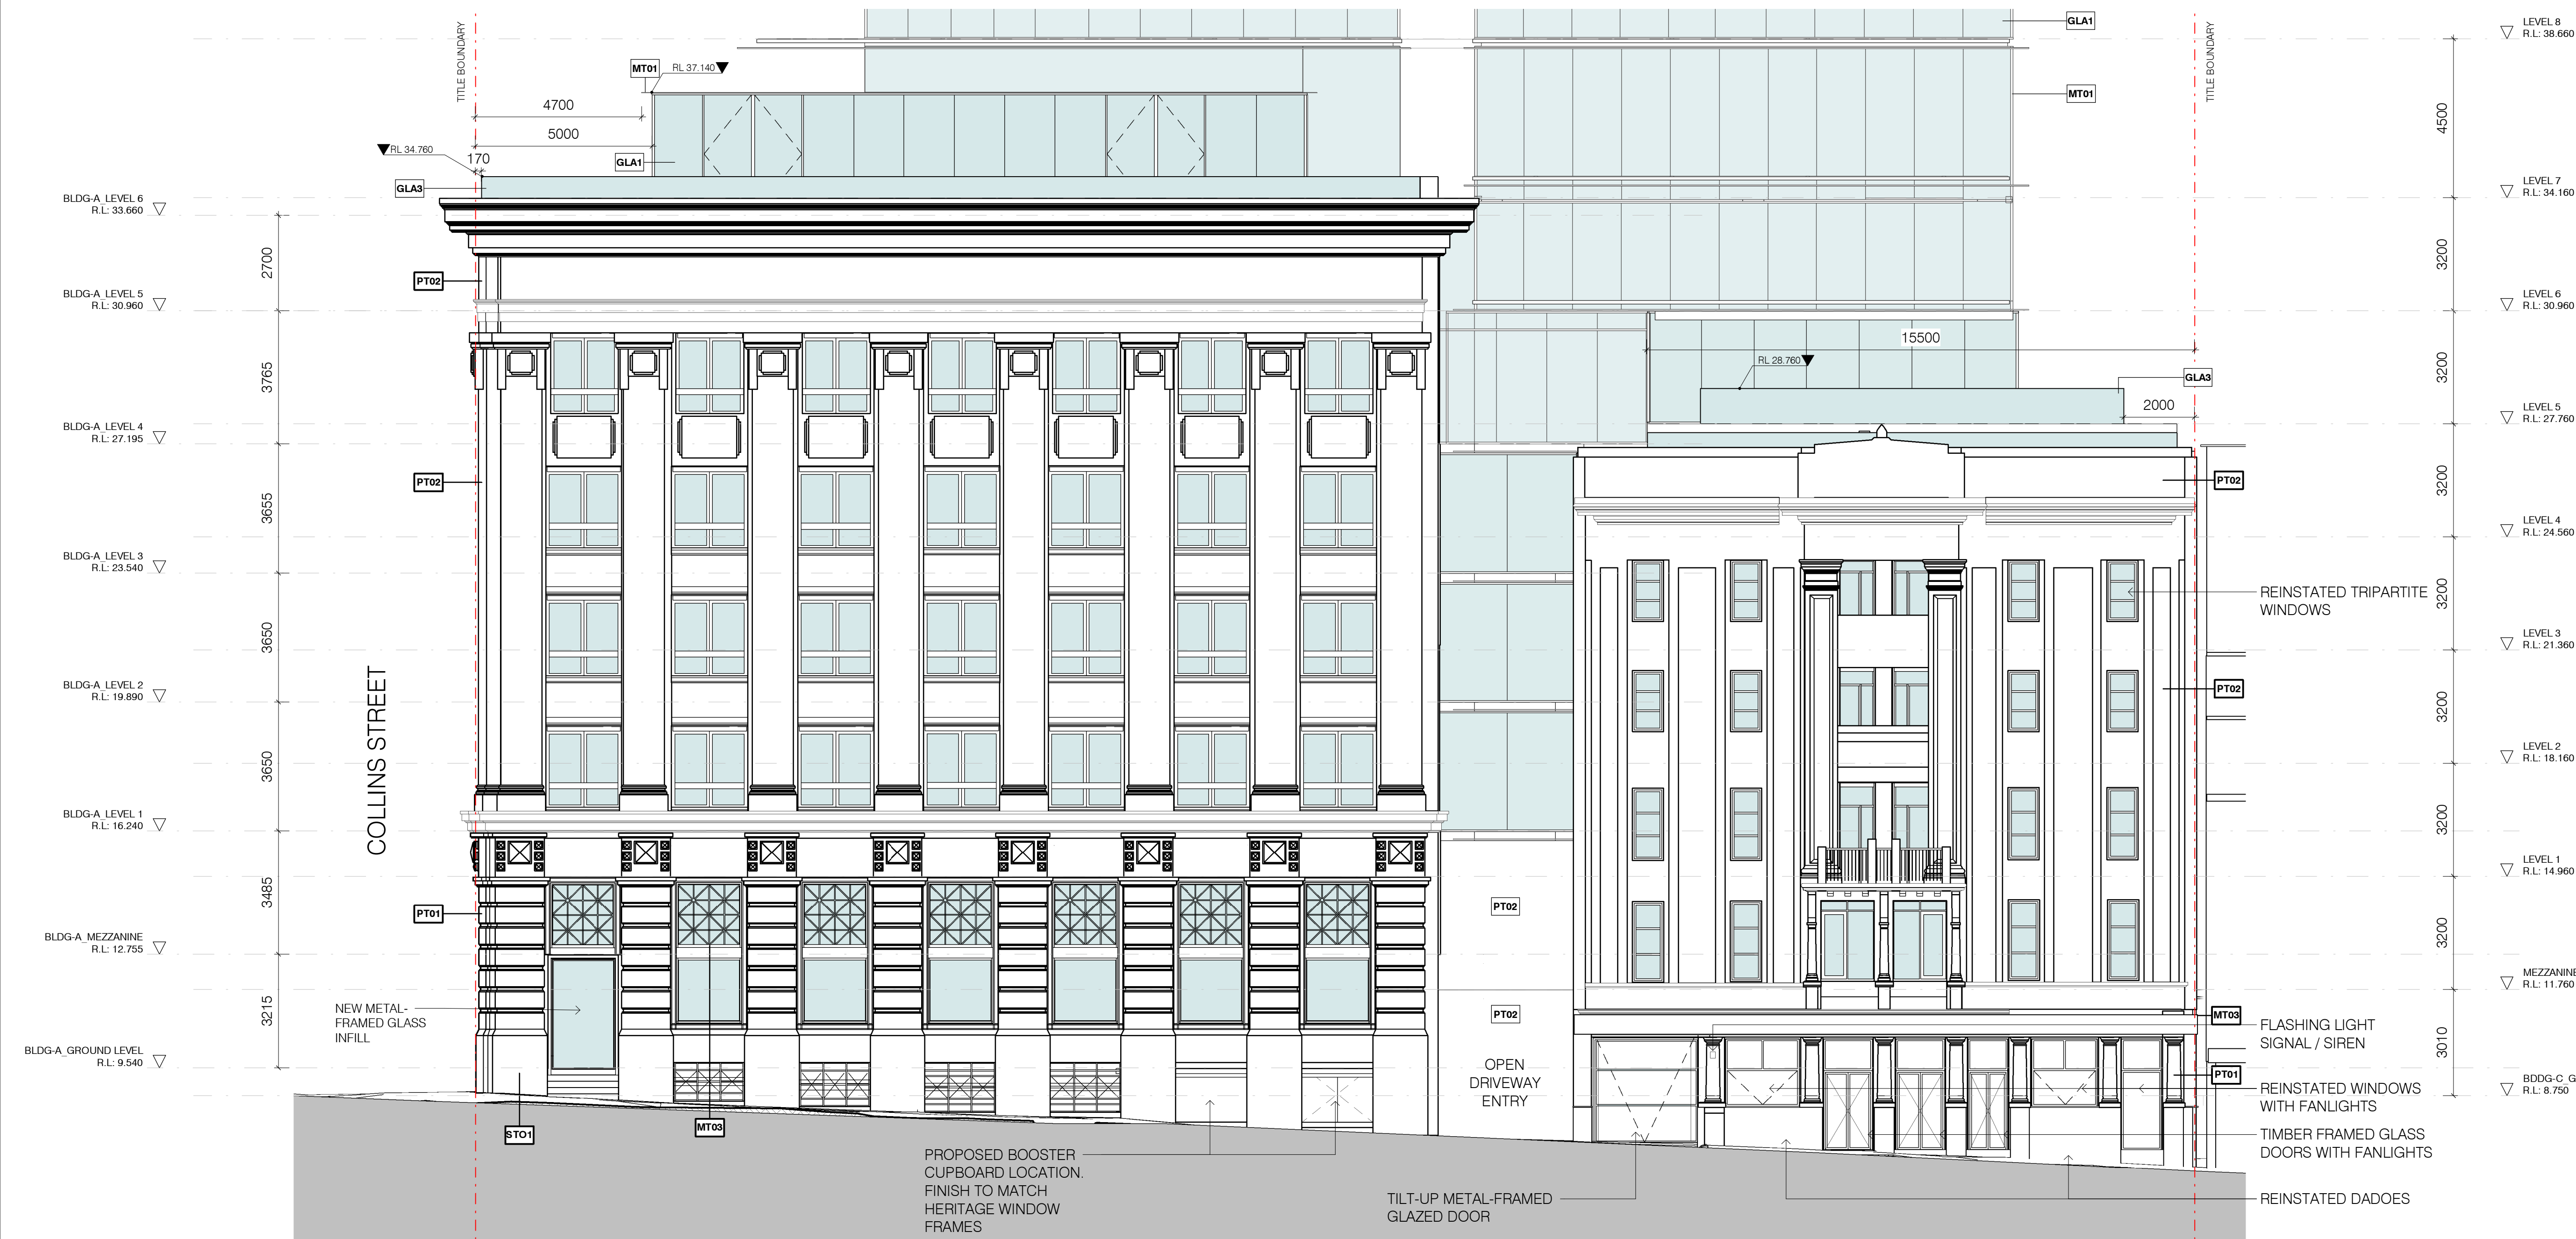 TITLE BOUNDARY
TITLE BOUNDARY
GLA1
LEVEL 8
R.L: 38.660
MT01
RL 37.140
MT01
4700
4500
5000
RL 34.760
170
GLA1
GLA3
LEVEL 7
R.L: 34.160
BLDG-A_LEVEL 6
R.L: 33.660
2700
3200
PT02
BLDG-A_LEVEL 5
R.L: 30.960
LEVEL 6
R.L: 30.960
15500
RL 28.760
3765
3200
GLA3
2000
LEVEL 5
R.L: 27.760
BLDG-A_LEVEL 4
R.L: 27.195
PT02
PT02
3655
3200
LEVEL 4
R.L: 24.560
BLDG-A_LEVEL 3
R.L: 23.540
REINSTATED TRIPARTITE
WINDOWS
3200
3650
LEVEL 3
R.L: 21.360
BLDG-A_LEVEL 2
R.L: 19.890
PT02
3200
COLLINS STREET
3650
LEVEL 2
R.L: 18.160
BLDG-A_LEVEL 1
R.L: 16.240
3200
LEVEL 1
R.L: 14.960
3485
PT01
PT02
3200
BLDG-A_MEZZANINE
R.L: 12.755
MEZZANINE
R.L: 11.760
3215
NEW METAL-
FRAMED GLASS
INFILL
PT02
MT03
FLASHING LIGHT
SIGNAL / SIREN
3010
BLDG-A_GROUND LEVEL
R.L: 9.540
OPEN
DRIVEWAY
ENTRY
PT01
BDDG-C_G
R.L: 8.750
REINSTATED WINDOWS
WITH FANLIGHTS
STO1
MT03
TIMBER FRAMED GLASS
DOORS WITH FANLIGHTS
PROPOSED BOOSTER
CUPBOARD LOCATION.
FINISH TO MATCH
HERITAGE WINDOW
FRAMES
TILT-UP METAL-FRAMED
GLAZED DOOR
REINSTATED DADOES